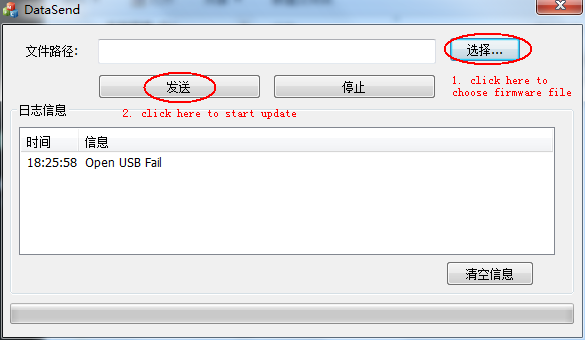 DataSend
文件路径:
选择...
1. click here to
choose firmware file
发送
停止
2. click here to start update
日志信息
时间 信息
18:25:58 Open USB Fail
清空信息